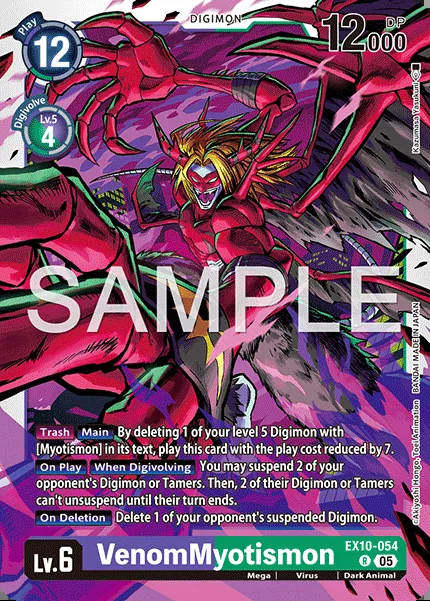 DIGIMON
Play
12
12000
DP
Digivolve
Lv.5
4
Kazumasa Yasukuni
SAMPLE
©Akiyoshi Hongo, Toei Animation BANDAI MADE IN JAPAN
Trash Main By deleting 1 of your level 5 Digimon with
[Myotismon] in its text, play this card with the play cost reduced by 7.
On Play When Digivolving You may suspend 2 of your
opponent's Digimon or Tamers. Then, 2 of their Digimon or Tamers
can't unsuspend until their turn ends.
On Deletion Delete 1 of your opponent's suspended Digimon.
Lv.6
VenomMyotismon
EX10-054
R 05
Mega Virus Dark Animal